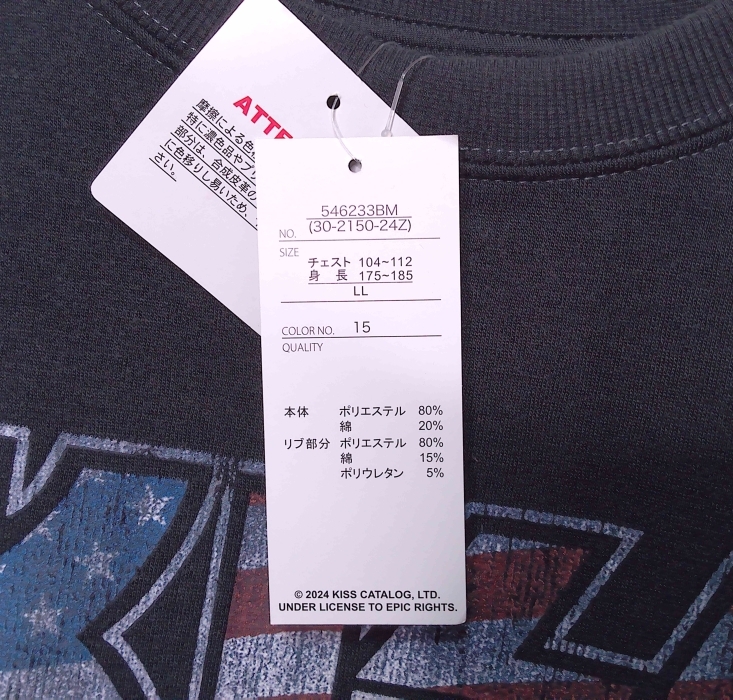 ATTE
摩擦による色
特に濃色品やプリ
部分は、合成皮革の
に色移りし易いため、
さい。
546233BM
NO. (30-2150-24Z)
SIZE
チェスト 104~112
身 長 175~185
LL
COLOR NO. 15
QUALITY
本体 ポリエステル 80%
綿 20%
リブ部分 ポリエステル 80%
綿 15%
ポリウレタン 5%
© 2024 KISS CATALOG, LTD.
UNDER LICENSE TO EPIC RIGHTS.